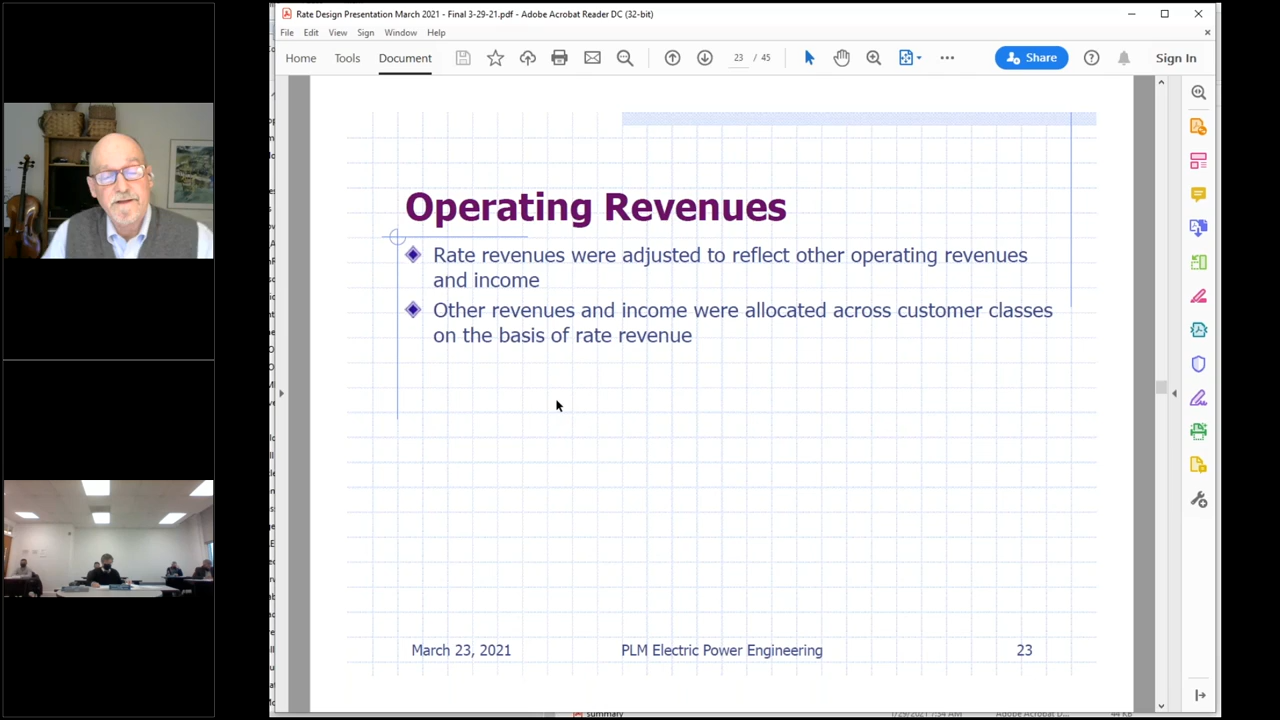 Rate Design Presentation March 2021 - Final 3-29-21.pdf - Adobe Acrobat Reader DC (32-bit)
File Edit View Sign Window Help
Home Tools Document 23 / 45 Share Sign In
Operating Revenues
Rate revenues were adjusted to reflect other operating revenues
and income
Other revenues and income were allocated across customer classes
on the basis of rate revenue
March 23, 2021 PLM Electric Power Engineering 23
summary